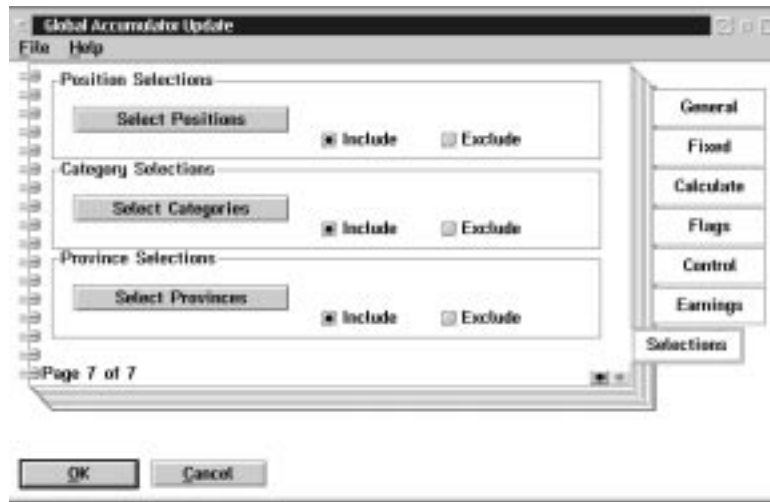 Global Accumulator Update
File Help
Position Selections
Select Positions
Include Exclude
Category Selections
Select Categories
Include Exclude
Province Selections
Select Provinces
Include Exclude
Page 7 of 7
General
Fixed
Calculate
Flags
Control
Earnings
Selections
OK Cancel